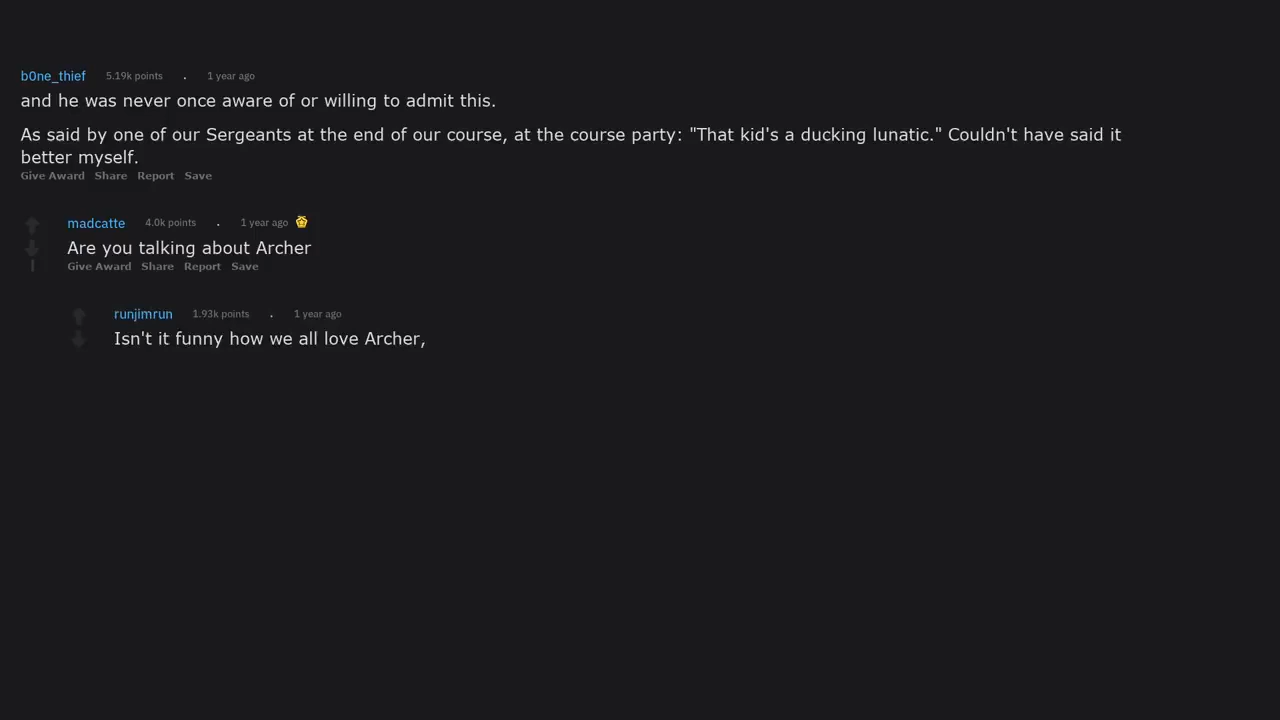 b0ne_thief 5.19k points . 1 year ago
and he was never once aware of or willing to admit this.
As said by one of our Sergeants at the end of our course, at the course party: "That kid's a ducking lunatic." Couldn't have said it
better myself.
Give Award Share Report Save
madcatte 4.0k points . 1 year ago
Are you talking about Archer
Give Award Share Report Save
runjimrun 1.93k points . 1 year ago
Isn't it funny how we all love Archer,